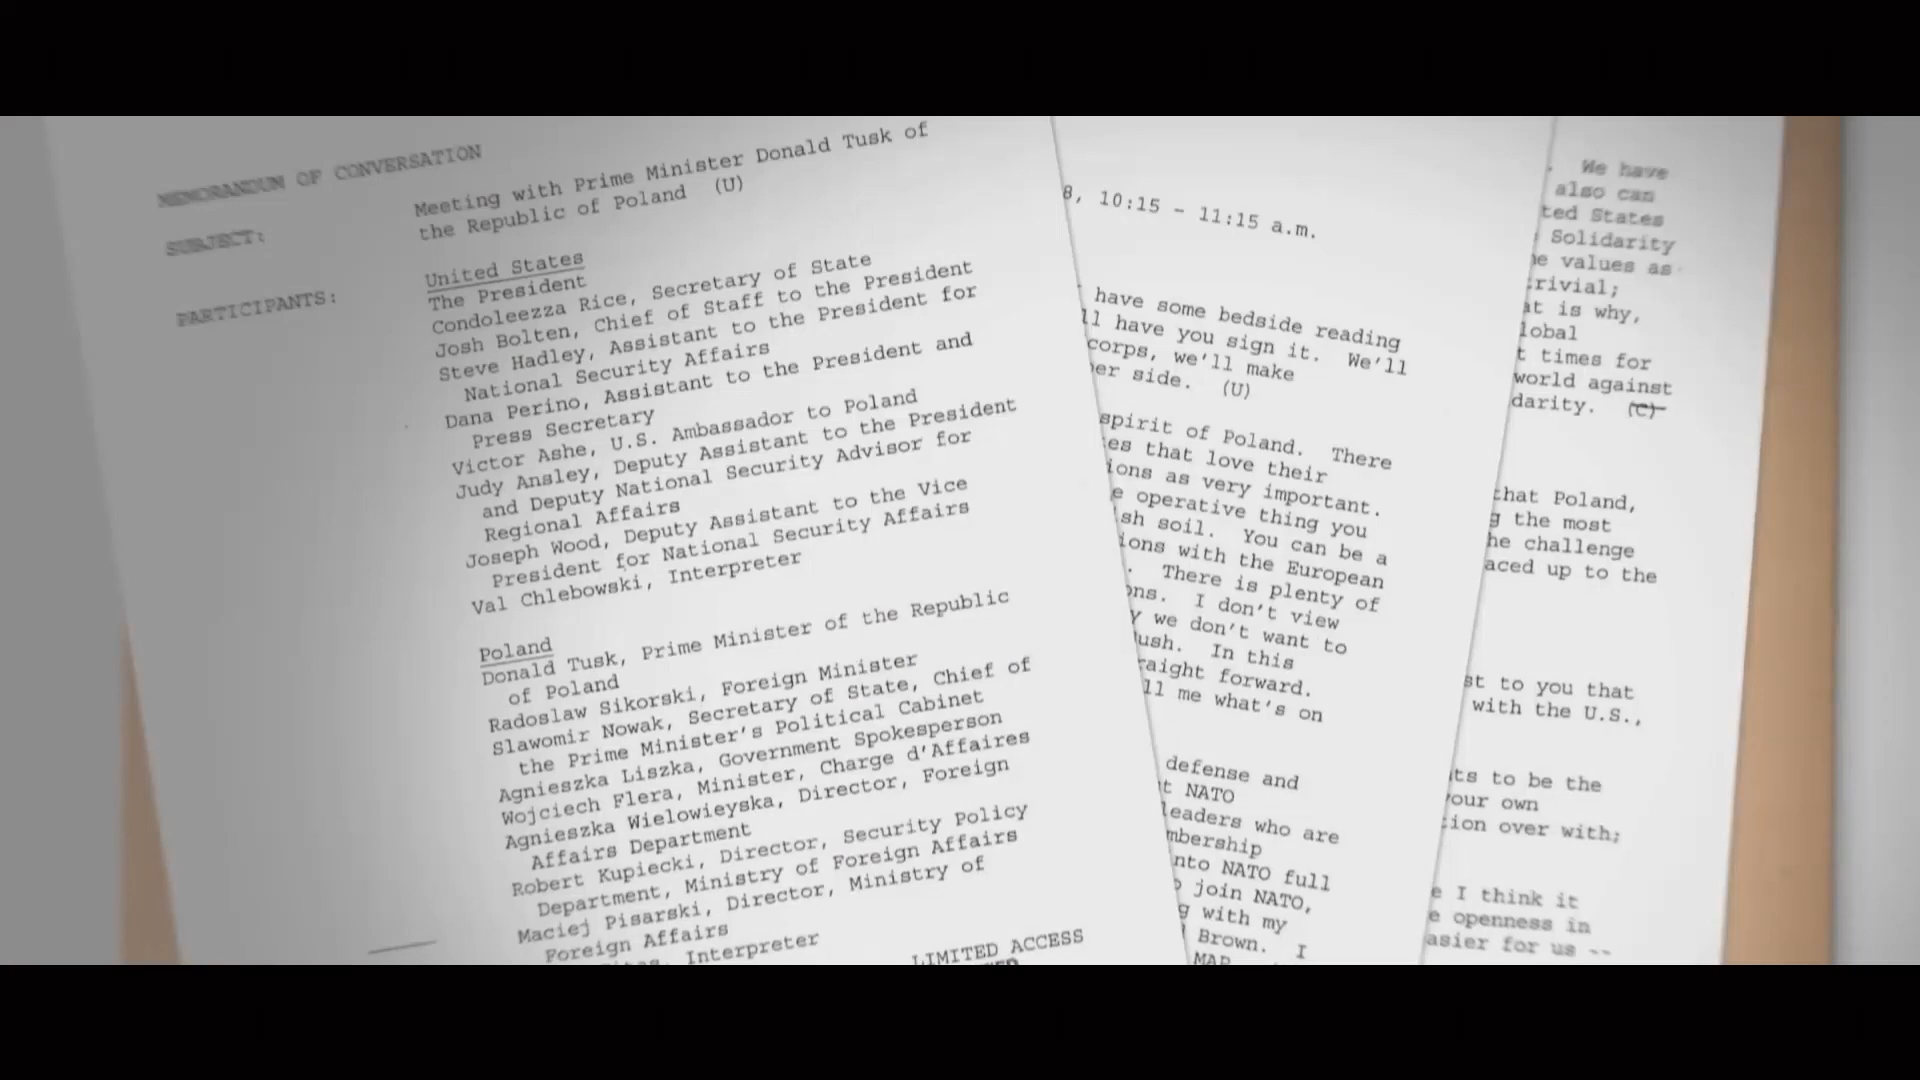 MEMORANDUM OF CONVERSATION
SUBJECT:
Meeting with Prime Minister Donald Tusk of
the Republic of Poland (U)
PARTICIPANTS:
United States
The President
Condoleezza Rice, Secretary of State
Josh Bolten, Chief of Staff to the President
Steve Hadley, Assistant to the President for
National Security Affairs
Dana Perino, Assistant to the President and
Press Secretary
Victor Ashe, U.S. Ambassador to Poland
Judy Ansley, Deputy Assistant to the President
and Deputy National Security Advisor for
Regional Affairs
Joseph Wood, Deputy Assistant to the Vice
President for National Security Affairs
Val Chlebowski, Interpreter
Poland
Donald Tusk, Prime Minister of the Republic
of Poland
Radoslaw Sikorski, Foreign Minister
Slawomir Nowak, Secretary of State, Chief of
the Prime Minister's Political Cabinet
Agnieszka Liszka, Government Spokesperson
Wojciech Flera, Minister, Charge d'Affaires
Agnieszka Wielowieyska, Director, Foreign
Affairs Department
Robert Kupiecki, Director, Security Policy
Department, Ministry of Foreign Affairs
Maciej Pisarski, Director, Ministry of
Foreign Affairs
Interpreter
LIMITED ACCESS
8, 10:15 - 11:15 a.m.
have some bedside reading
ll have you sign it. We'll
corps, we'll make
per side. (U)
spirit of Poland. There
es that love their
ions as very important.
e operative thing you
sh soil. You can be a
ions with the European
. There is plenty of
ons. I don't view
y we don't want to
ush. In this
raight forward.
ll me what's on
defense and
t NATO
leaders who are
mbership
nto NATO full
o join NATO,
g with my
Brown. I
MAP
. We have
also can
ted States
Solidarity
he values as
trivial;
at is why,
lobal
t times for
world against
darity. (C)
that Poland,
g the most
he challenge
aced up to the
st to you that
with the U.S.,
ts to be the
your own
tion over with;
e I think it
e openness in
asier for us --